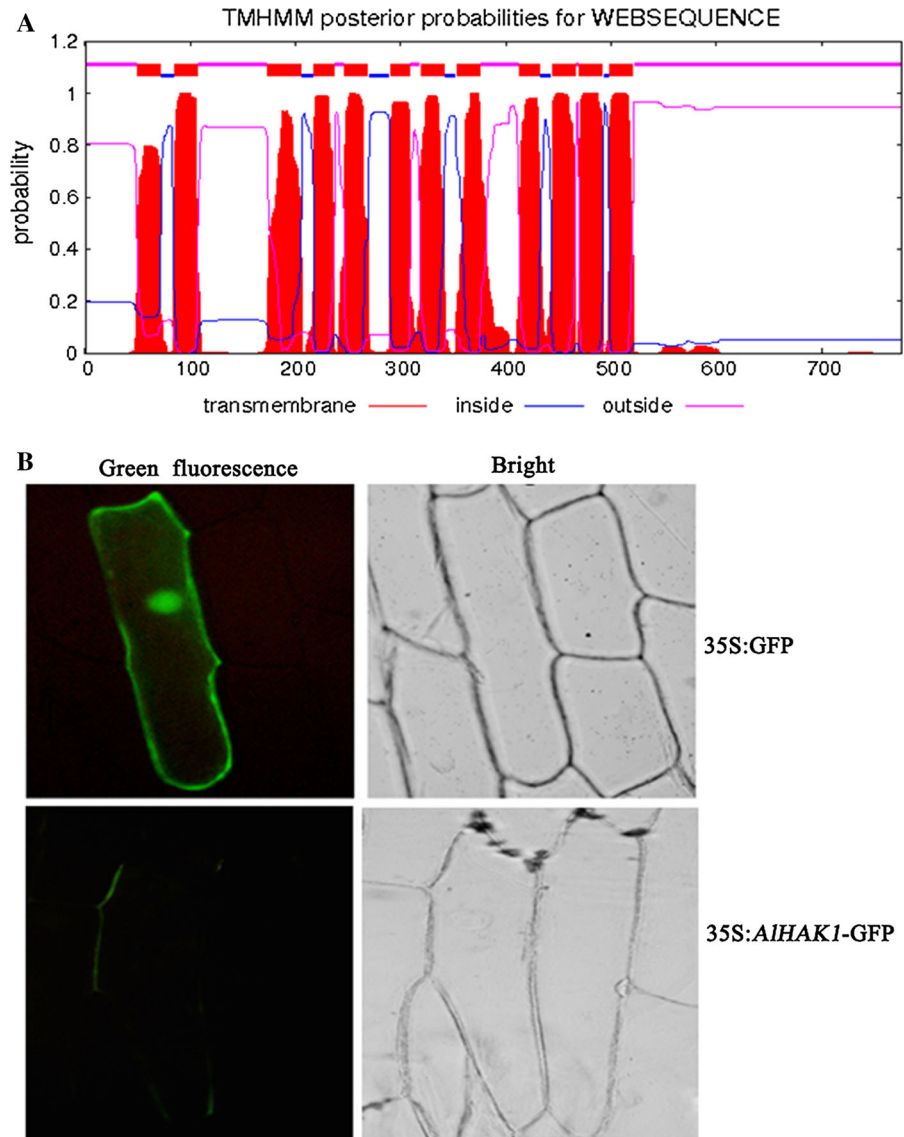 A
TMHMM posterior probabilities for WEBSEQUENCE
1.2
1
0.8
0.6
0.4
0.2
0
probability
0 100 200 300 400 500 600 700
transmembrane inside outside
B
Green fluorescence Bright
35S:GFP
35S:AlHAK1-GFP